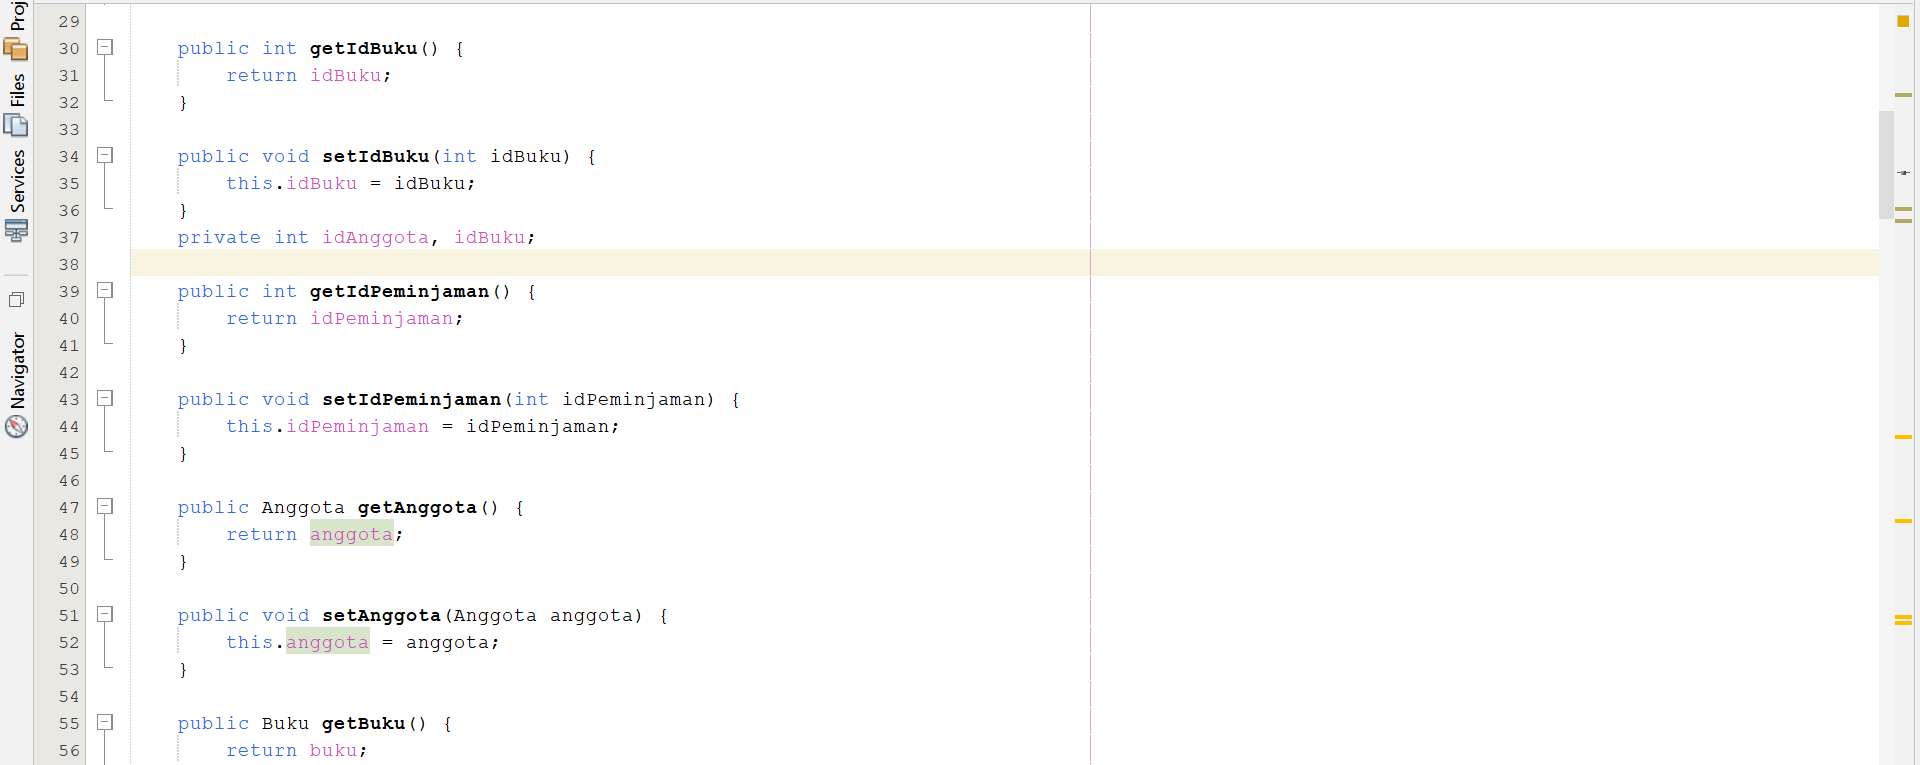 Proj
Files
Services
Navigator
29
30 public int getIdBuku() {
31 return idBuku;
32 }
33
34 public void setIdBuku(int idBuku) {
35 this.idBuku = idBuku;
36 }
37 private int idAnggota, idBuku;
38
39 public int getIdPeminjaman() {
40 return idPeminjaman;
41 }
42
43 public void setIdPeminjaman(int idPeminjaman) {
44 this.idPeminjaman = idPeminjaman;
45 }
46
47 public Anggota getAnggota() {
48 return anggota;
49 }
50
51 public void setAnggota(Anggota anggota) {
52 this.anggota = anggota;
53 }
54
55 public Buku getBuku() {
56 return buku;